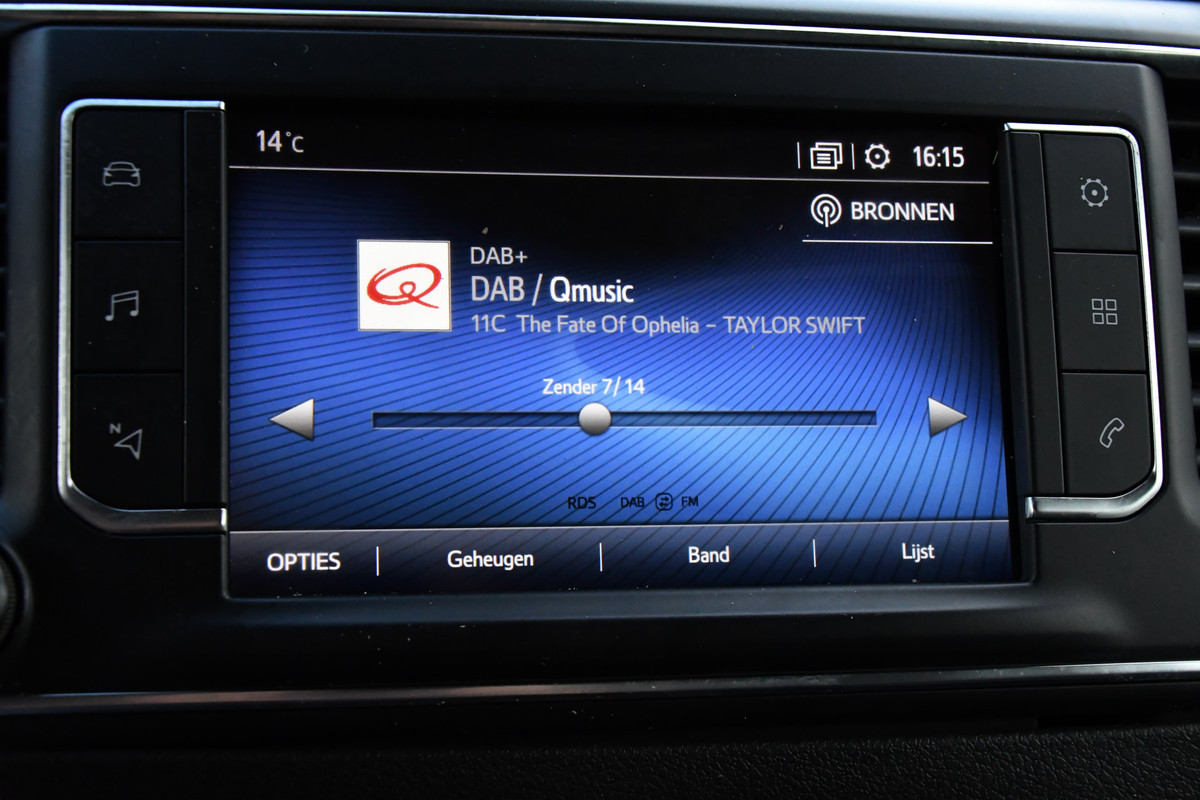 14°C
16:15
BRONNEN
DAB+
DAB / Qmusic
11C The Fate Of Ophelia - TAYLOR SWIFT
Zender 7/14
RDS DAB FM
OPTIES Geheugen Band Lijst
N